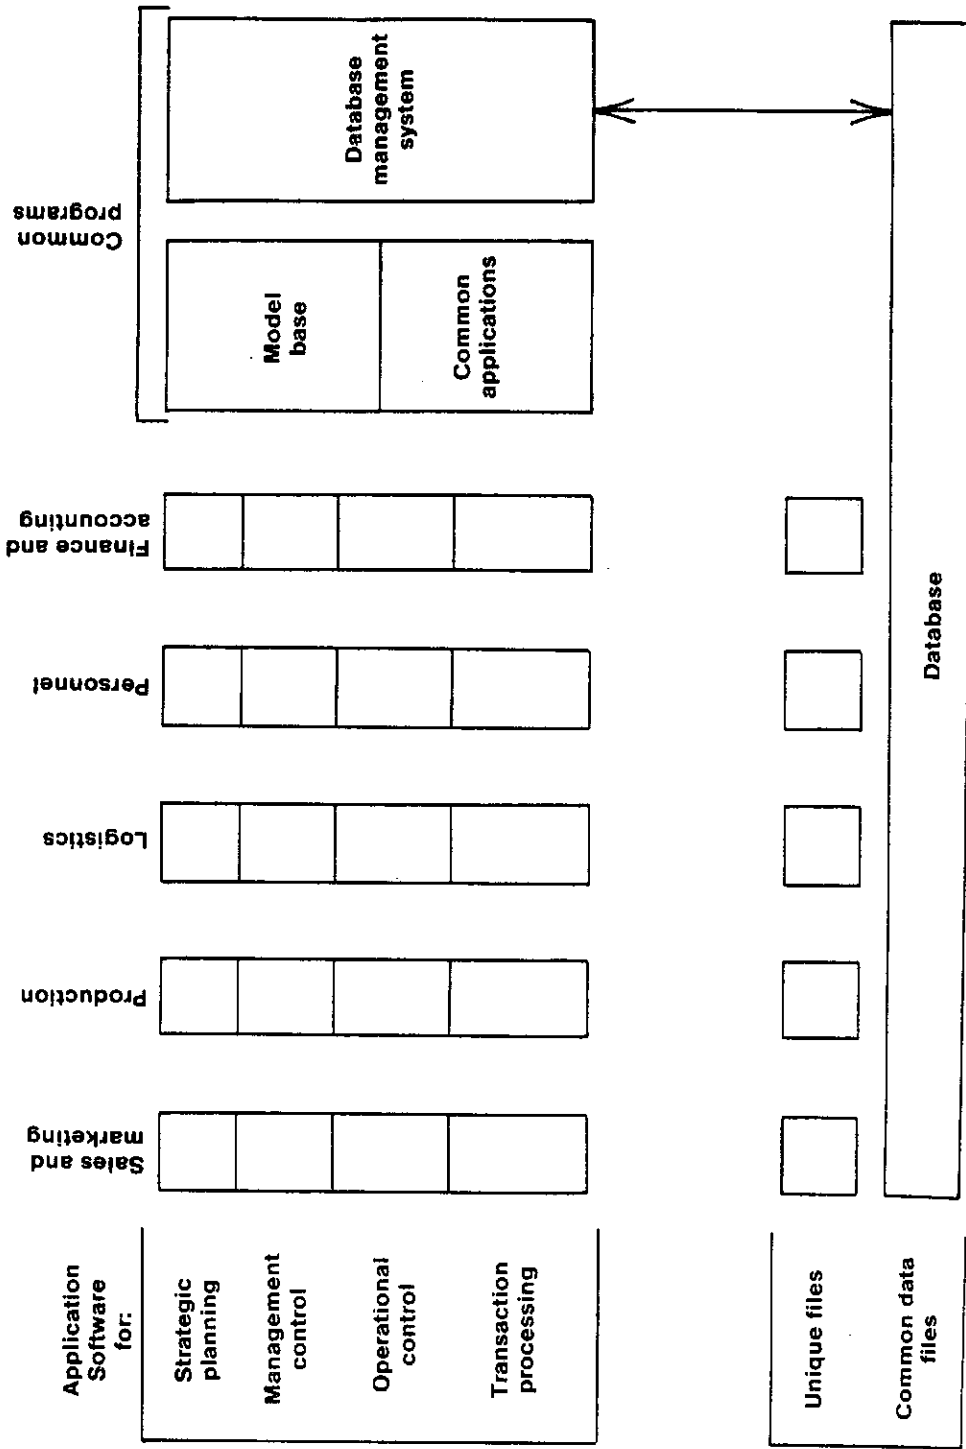 Application
Software
for:
Strategic
planning
Management
control
Operational
control
Transaction
processing
Unique files
Common data
files
Sales and
marketing
Production
Logistics
Personnel
Finance and
accounting
Common
programs
Model
base
Common
applications
Database
management
system
Database